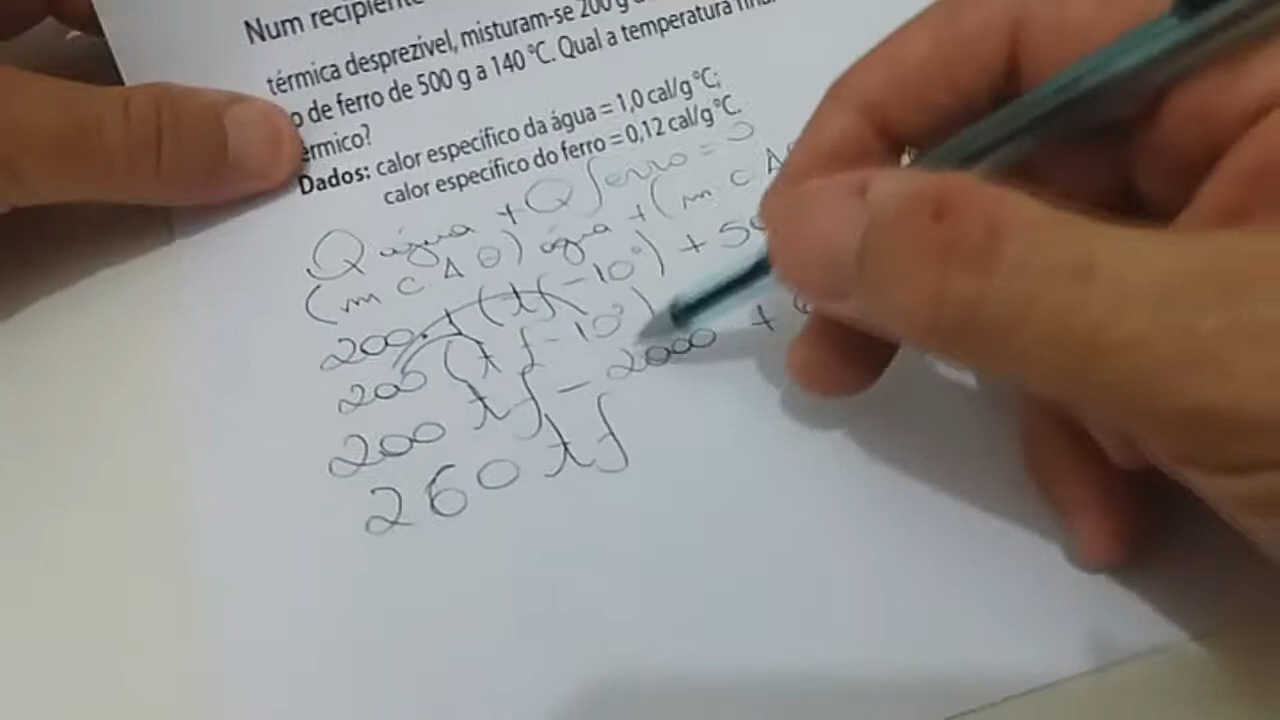 Num recipiente
térmica desprezível, misturam-se 200 g
o de ferro de 500 g a 140 °C. Qual a temperatura
érmico?
Dados: calor específico da água = 1,0 cal/g °C;
calor específico do ferro = 0,12 cal/g °C.
Q água + Q ferro = 0
(m C Δ θ) água + (m C Δ
200 . 1 (tf - 10°) + 50
200 (tf - 10°)
200 tf - 2000 +
260 tf